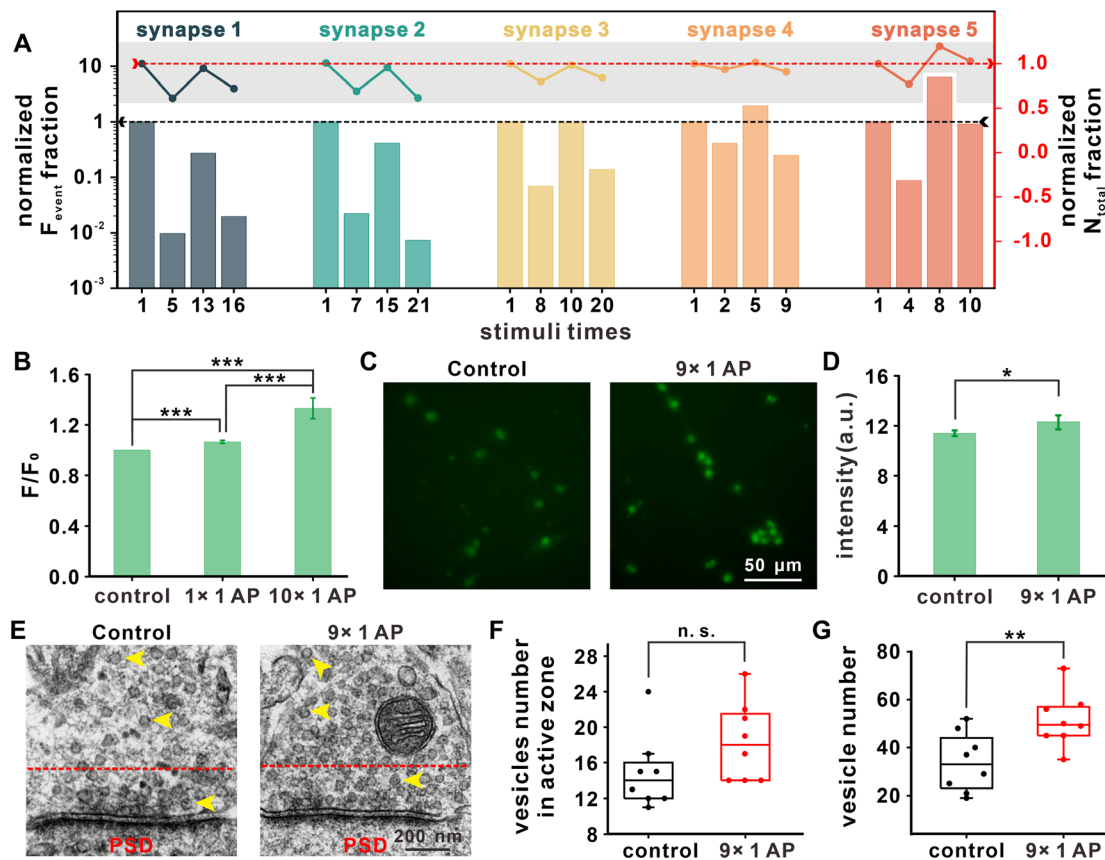 A
synapse 1 synapse 2 synapse 3 synapse 4 synapse 5
normalized
F event fraction
10
1
0.1
10⁻²
10⁻³
1.0
0.5
0.0
-0.5
-1.0
normalized
N total fraction
1 5 13 16 1 7 15 21 1 8 10 20 1 2 5 9 1 4 8 10
stimuli times
B
F/F₀
1.6
1.2
0.8
0.4
0.0
***
***
***
control 1× 1 AP 10× 1 AP
C
Control 9× 1 AP
50 μm
D
intensity(a.u.)
16
12
8
4
0
*
control 9× 1 AP
E
Control 9× 1 AP
PSD PSD
200 nm
F
vesicles number
in active zone
28
24
20
16
12
8
n. s.
control 9× 1 AP
G
vesicle number
80
60
40
20
**
control 9× 1 AP